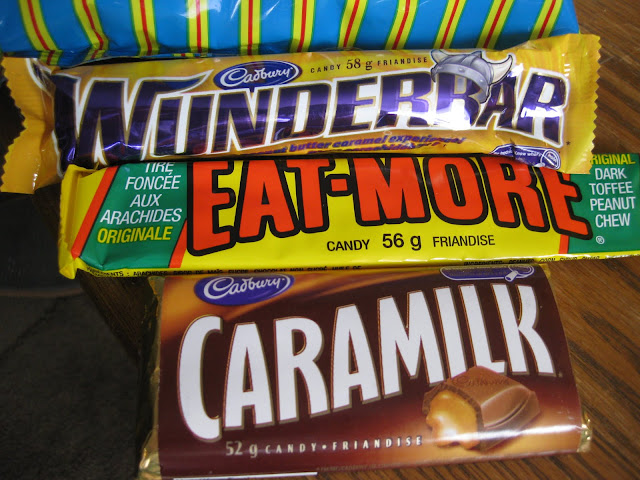 Cadbury
CANDY 58 g FRIANDISE
WUNDERBAR
butter caramel experience!
TIRE
FONCÉE
AUX
ARACHIDES
ORIGINALE
EAT-MORE
CANDY 56 g FRIANDISE
ORIGINAL
DARK
TOFFEE
PEANUT
CHEW
®
Cadbury
CARAMILK
52 g CANDY • FRIANDISE